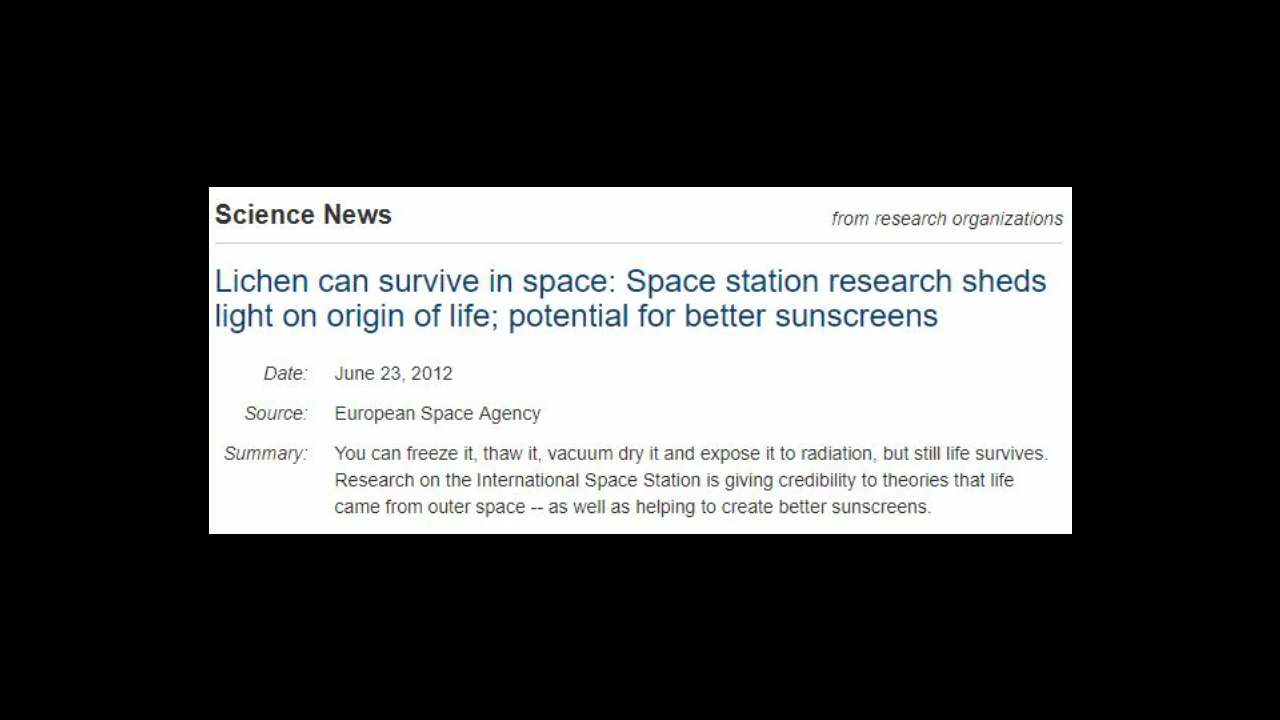 Science News
from research organizations
Lichen can survive in space: Space station research sheds
light on origin of life; potential for better sunscreens
Date: June 23, 2012
Source: European Space Agency
Summary: You can freeze it, thaw it, vacuum dry it and expose it to radiation, but still life survives.
Research on the International Space Station is giving credibility to theories that life
came from outer space -- as well as helping to create better sunscreens.